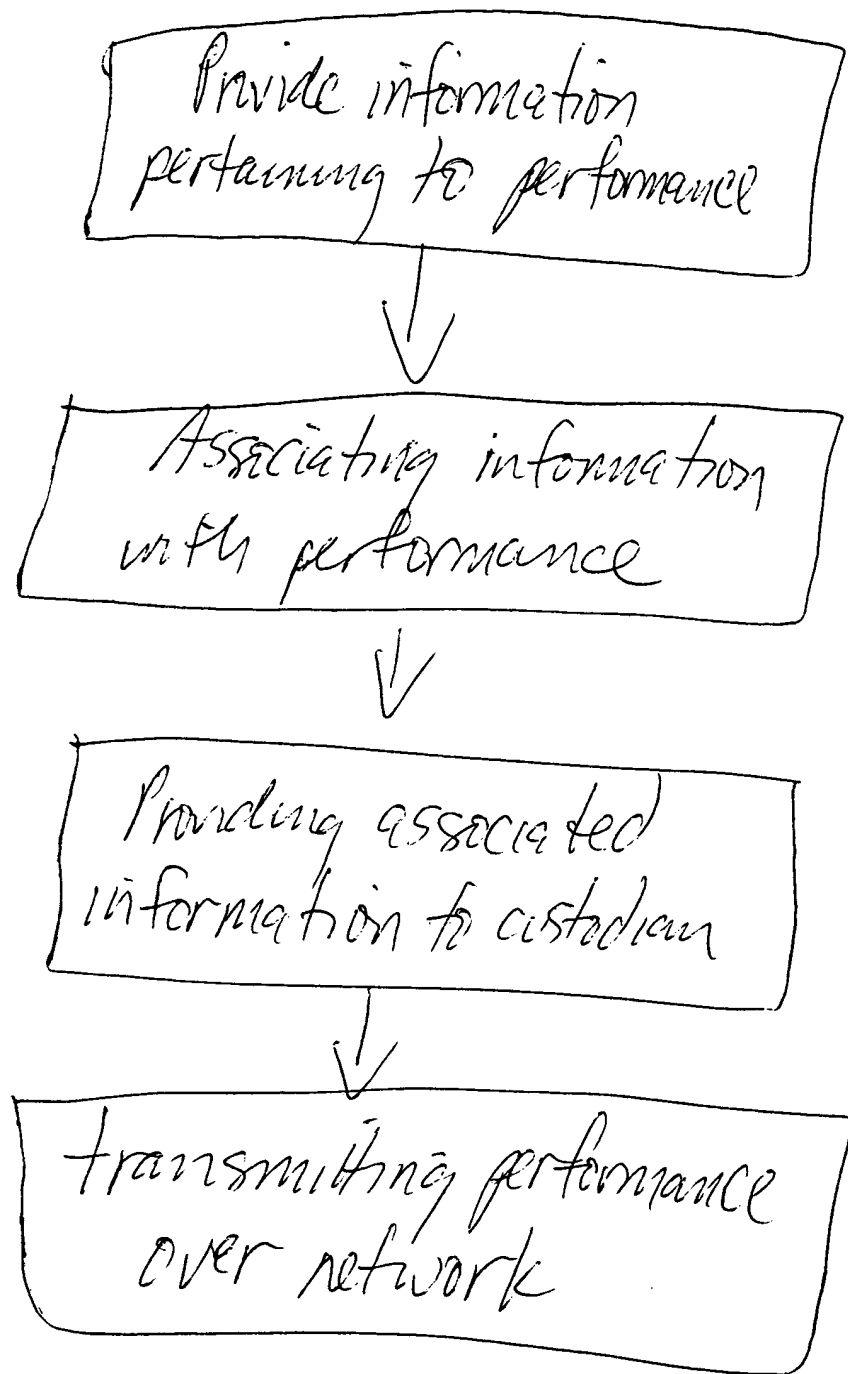 Provide information
pertaining to performance
Associating information
with performance
Providing associated
information to custodian
transmitting performance
over network